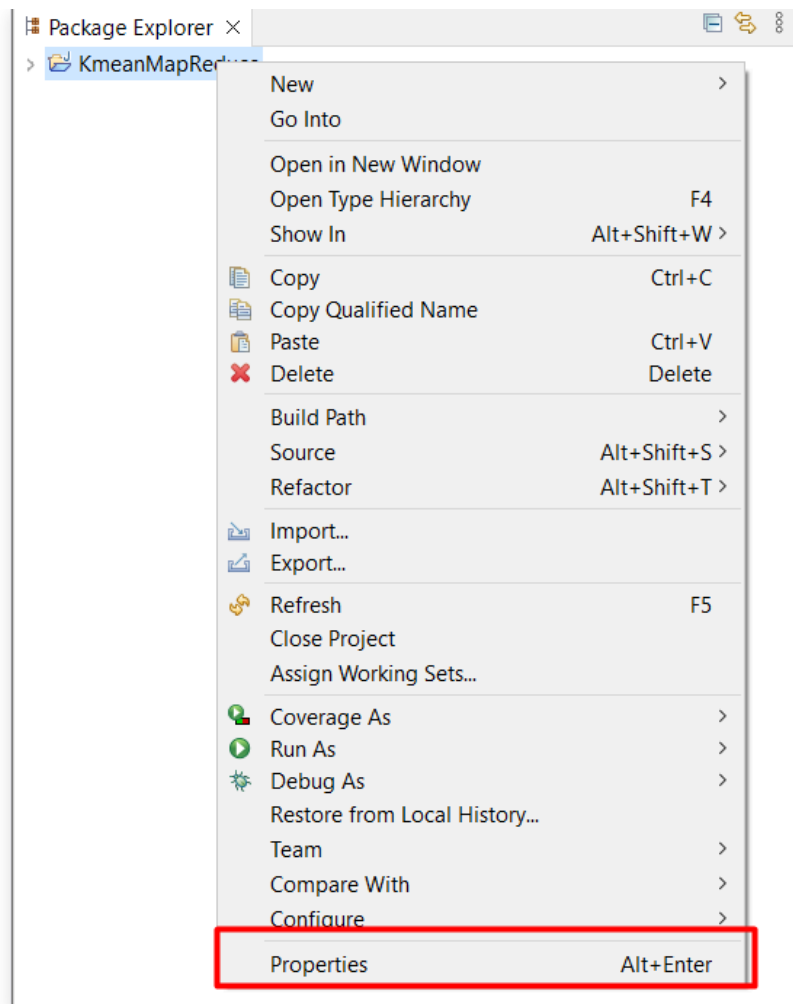 Package Explorer
KmeanMapReduce
New
Go Into
Open in New Window
Open Type Hierarchy F4
Show In Alt+Shift+W
Copy Ctrl+C
Copy Qualified Name
Paste Ctrl+V
Delete Delete
Build Path
Source Alt+Shift+S
Refactor Alt+Shift+T
Import...
Export...
Refresh F5
Close Project
Assign Working Sets...
Coverage As
Run As
Debug As
Restore from Local History...
Team
Compare With
Configure
Properties Alt+Enter